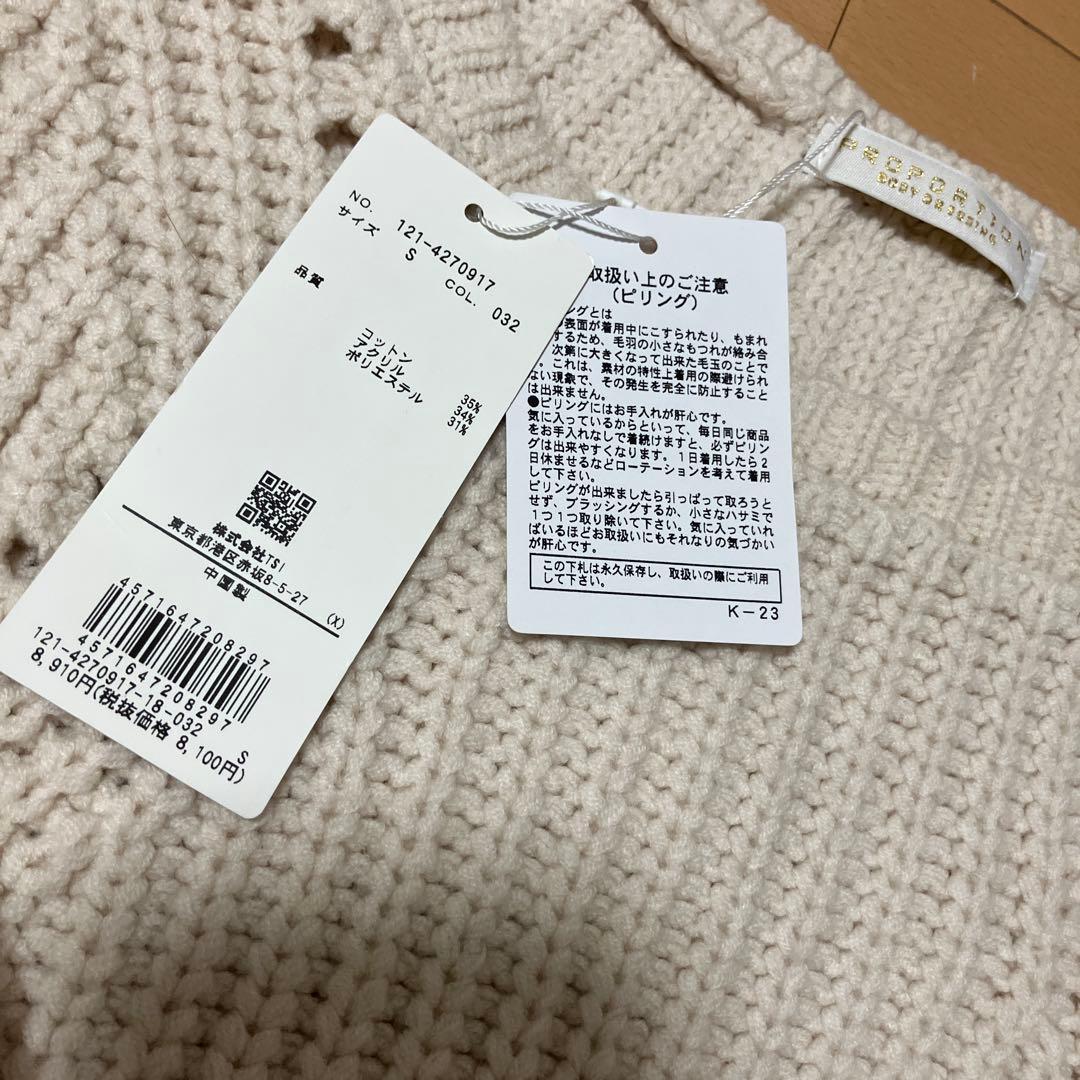 NO. 121-4270917
サイズ S COL. 032
品質
コットン 35%
アクリル 34%
ポリエステル 31%
株式会社TSI
東京都港区赤坂8-5-27
中国製 (X)
4571647208297
4571647208297
121-4270917-18-032 S
8,910円(税抜価格 8,100円)
取扱い上のご注意
(ピリング)
ングとは
表面が着用中にこすられたり、もまれ
するため、毛羽の小さなもつれが絡み合
次第に大きくなって出来た毛玉のことで
。これは、素材の特性上着用の際避けられ
ない現象で、その発生を完全に防止すること
は出来ません。
●ピリングにはお手入れが肝心です。
気に入っているからといって、毎日同じ商品
をお手入れなしで着続けますと、必ずピリン
グは出来やすくなります。1日着用したら2
日休ませるなどローテーションを考えて着用
して下さい。
ピリングが出来ましたら引っぱって取ろうと
せず、ブラッシングするか、小さなハサミで
1つ1つ取り除いて下さい。気に入っていれ
ばいるほどお取扱いにもそれなりの気づかい
が肝心です。
この下札は永久保存し、取扱いの際にご利用
して下さい。
K-23
PROPORTION
BODY DRESSING